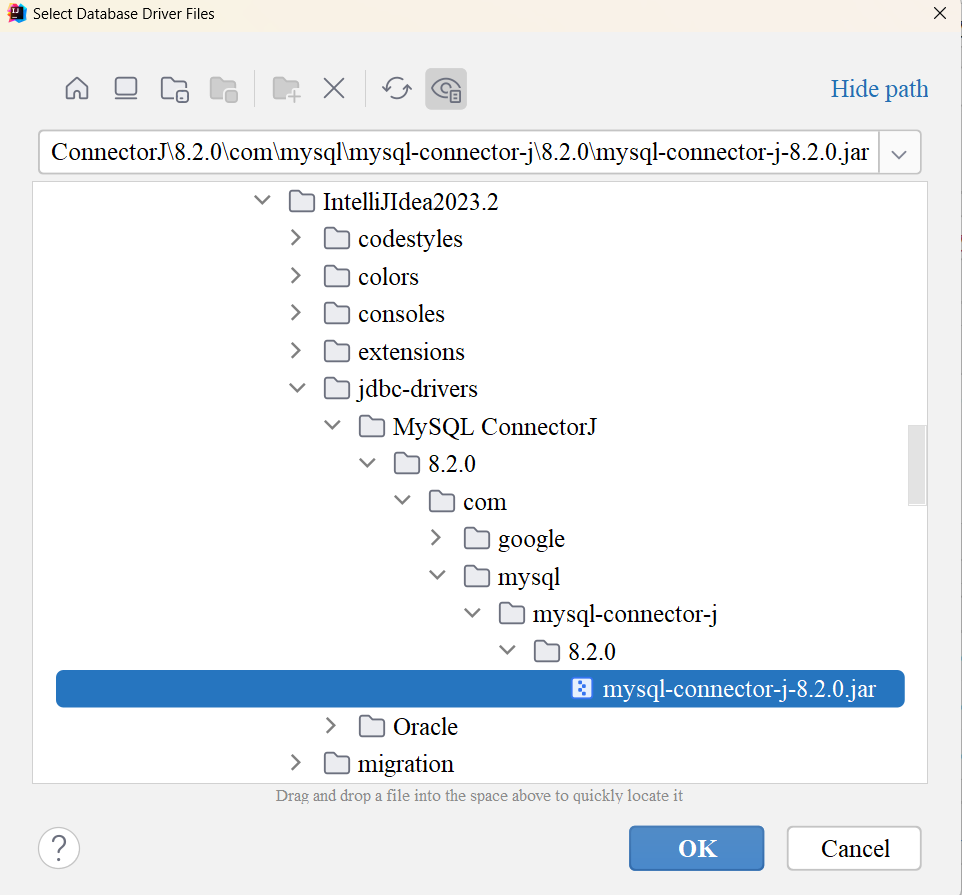 Select Database Driver Files
Hide path
ConnectorJ\8.2.0\com\mysql\mysql-connector-j\8.2.0\mysql-connector-j-8.2.0.jar
IntelliJIdea2023.2
codestyles
colors
consoles
extensions
jdbc-drivers
MySQL ConnectorJ
8.2.0
com
google
mysql
mysql-connector-j
8.2.0
mysql-connector-j-8.2.0.jar
Oracle
migration
Drag and drop a file into the space above to quickly locate it
?
OK
Cancel